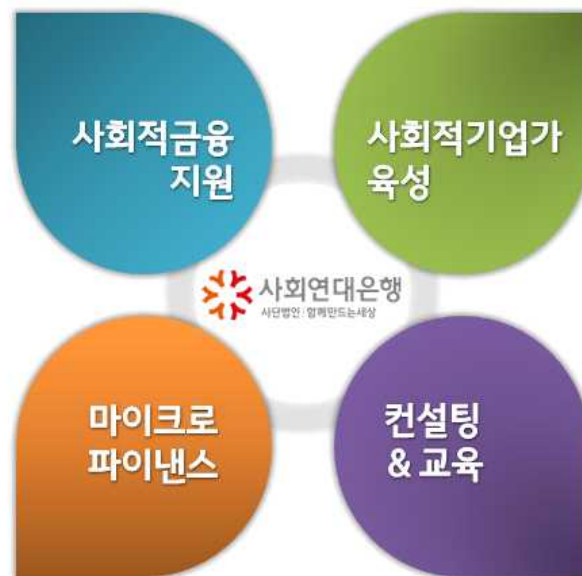 사회적금융
지원
사회적기업가
육성
사회연대은행
사단법인 함께만드는세상
마이크로
파이낸스
컨설팅
& 교육